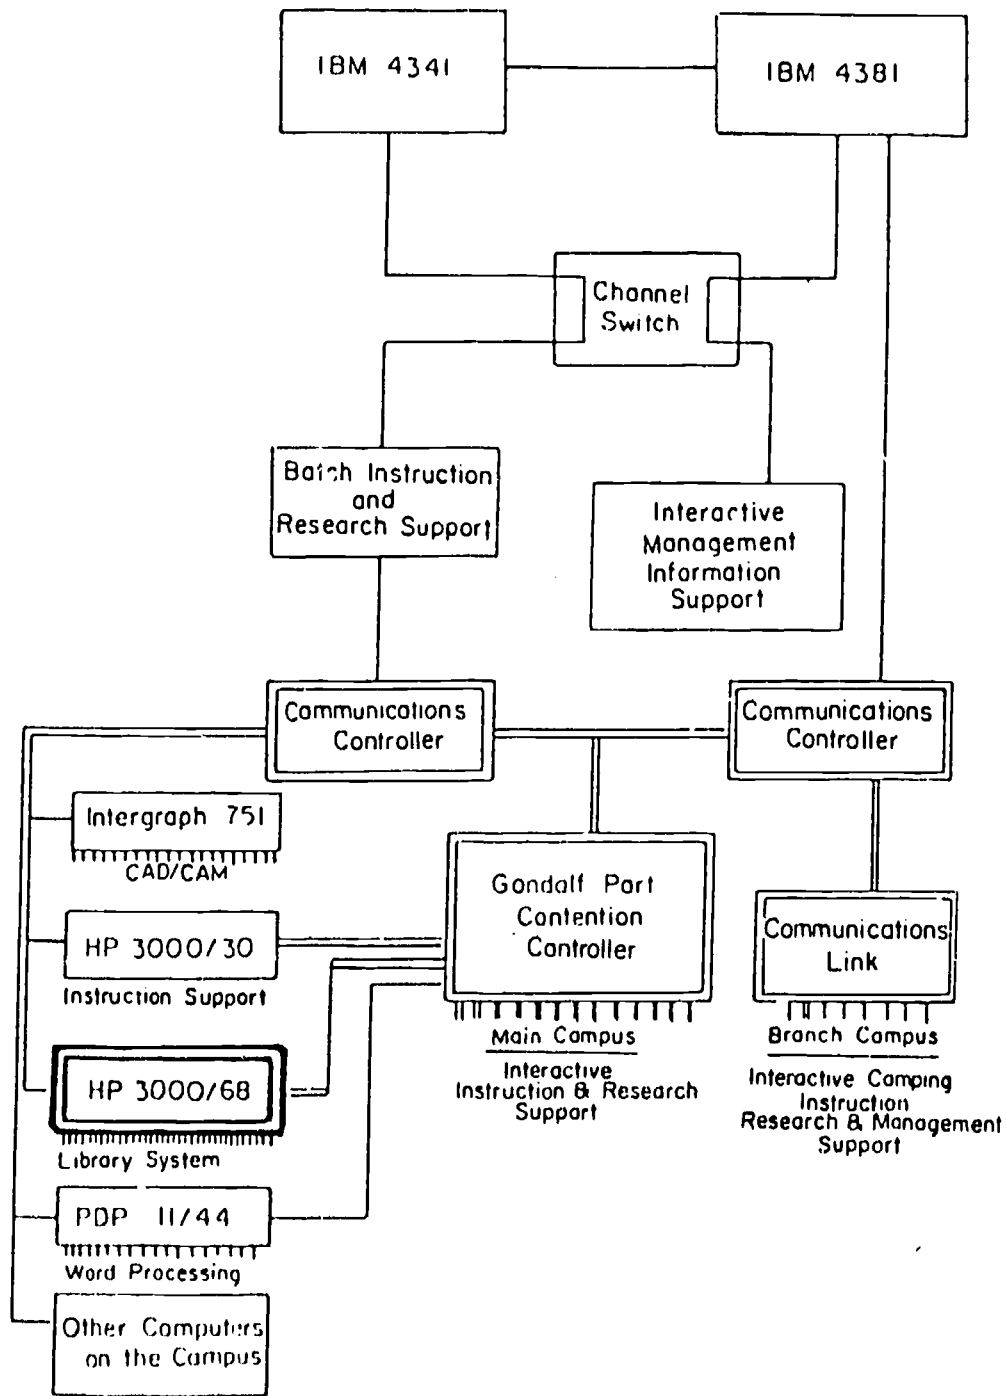 IBM 4341
IBM 4381
Channel
Switch
Batch Instruction
and
Research Support
Interactive
Management
Information
Support
Communications
Controller
Communications
Controller
Intergraph 751
CAD/CAM
Gondalf Part
Contention
Controller
HP 3000/30
Instruction Support
Communications
Link
Main Campus
Interactive
Instruction & Research
Support
Branch Campus
Interactive Camping
Instruction
Research & Management
Support
HP 3000/68
Library System
PDP 11/44
Word Processing
Other Computers
on the Campus